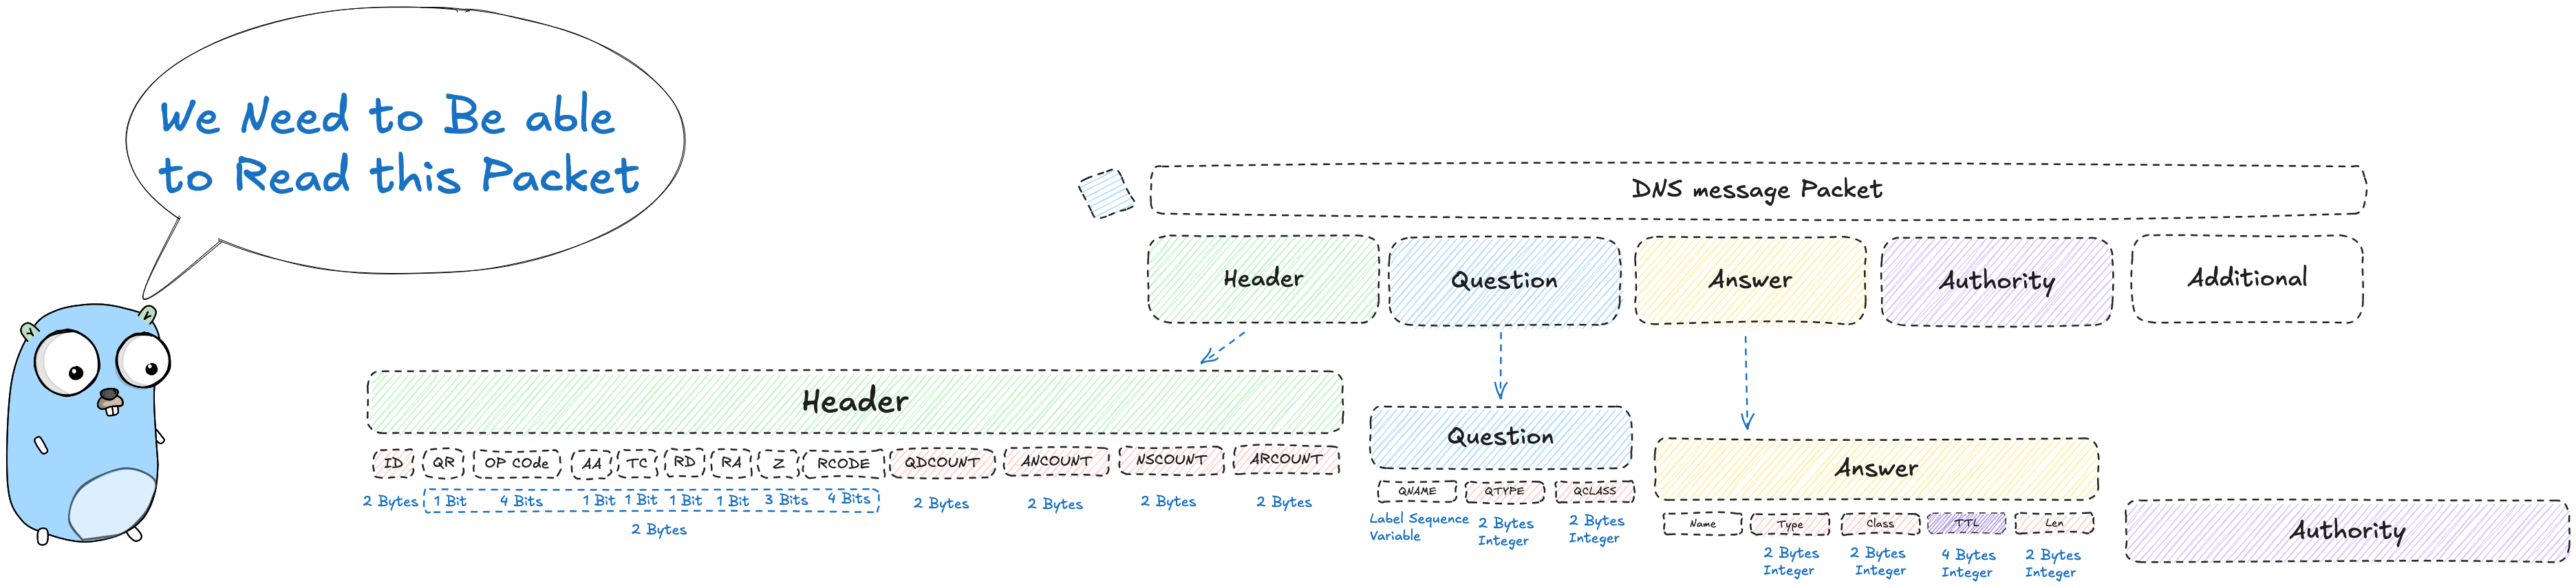 We Need to Be able
to Read this Packet
DNS message Packet
Header Question Answer Authority Additional
Header
ID QR OP COde AA TC RD RA Z RCODE QDCOUNT ANCOUNT NSCOUNT ARCOUNT
2 Bytes 1 Bit 4 Bits 1 Bit 1 Bit 1 Bit 1 Bit 3 Bits 4 Bits 2 Bytes 2 Bytes 2 Bytes 2 Bytes
2 Bytes
Question
QNAME QTYPE QCLASS
Label Sequence
Variable
2 Bytes
Integer
2 Bytes
Integer
Answer
Name Type Class TTL Len
2 Bytes
Integer
2 Bytes
Integer
4 Bytes
Integer
2 Bytes
Integer
Authority